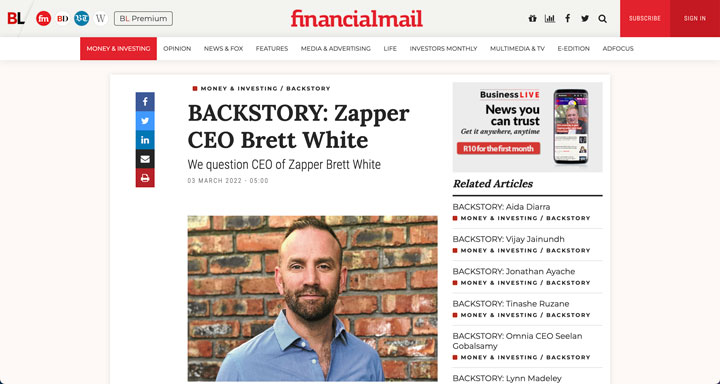 BL
fm
BD
BT
W
BL Premium
financialmail
SUBSCRIBE
SIGN IN
MONEY & INVESTING
OPINION
NEWS & FOX
FEATURES
MEDIA & ADVERTISING
LIFE
INVESTORS MONTHLY
MULTIMEDIA & TV
E-EDITION
ADFOCUS
MONEY & INVESTING / BACKSTORY
BACKSTORY: Zapper
CEO Brett White
We question CEO of Zapper Brett White
03 MARCH 2022 - 05:00
BusinessLIVE
News you
can trust
Get it anywhere, anytime
R10 for the first month
Related Articles
BACKSTORY: Aida Diarra
MONEY & INVESTING / BACKSTORY
BACKSTORY: Vijay Jainundh
MONEY & INVESTING / BACKSTORY
BACKSTORY: Jonathan Ayache
MONEY & INVESTING / BACKSTORY
BACKSTORY: Tinashe Ruzane
MONEY & INVESTING / BACKSTORY
BACKSTORY: Omnia CEO Seelan
Gobalsamy
MONEY & INVESTING / BACKSTORY
BACKSTORY: Lynn Madeley